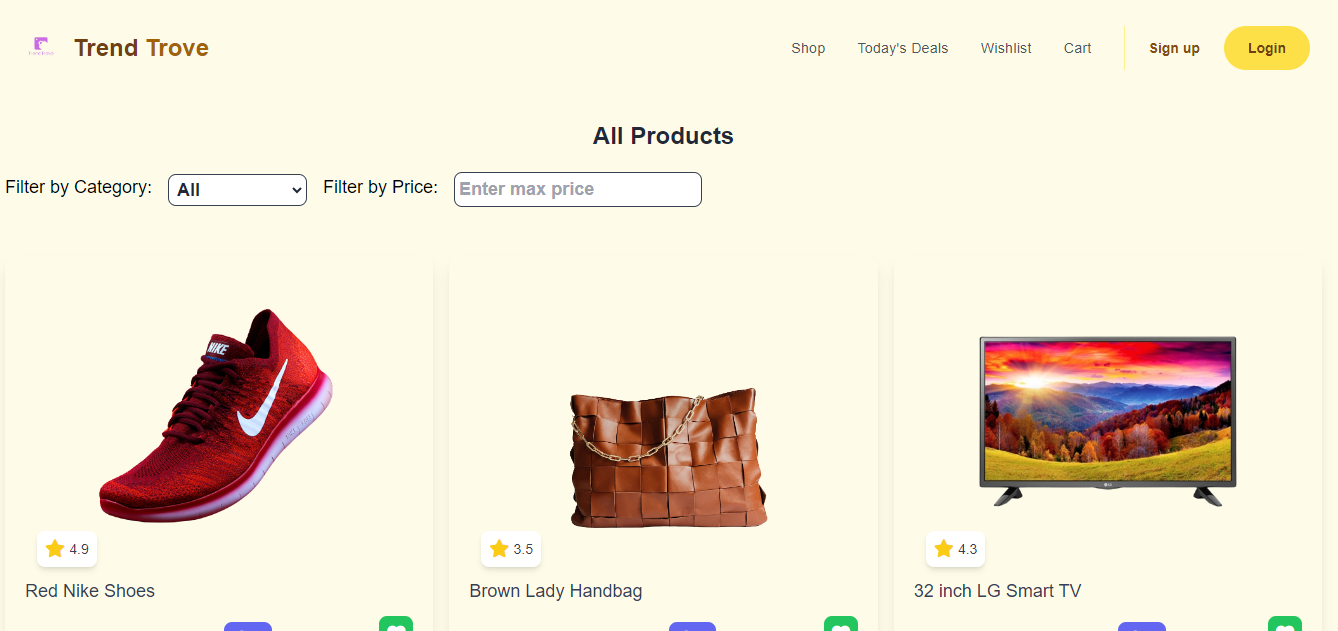 Trend Trove
Shop
Today's Deals
Wishlist
Cart
Sign up
Login
All Products
Filter by Category:
All
Filter by Price:
Enter max price
NIKE
LG
4.9
3.5
4.3
Red Nike Shoes
Brown Lady Handbag
32 inch LG Smart TV